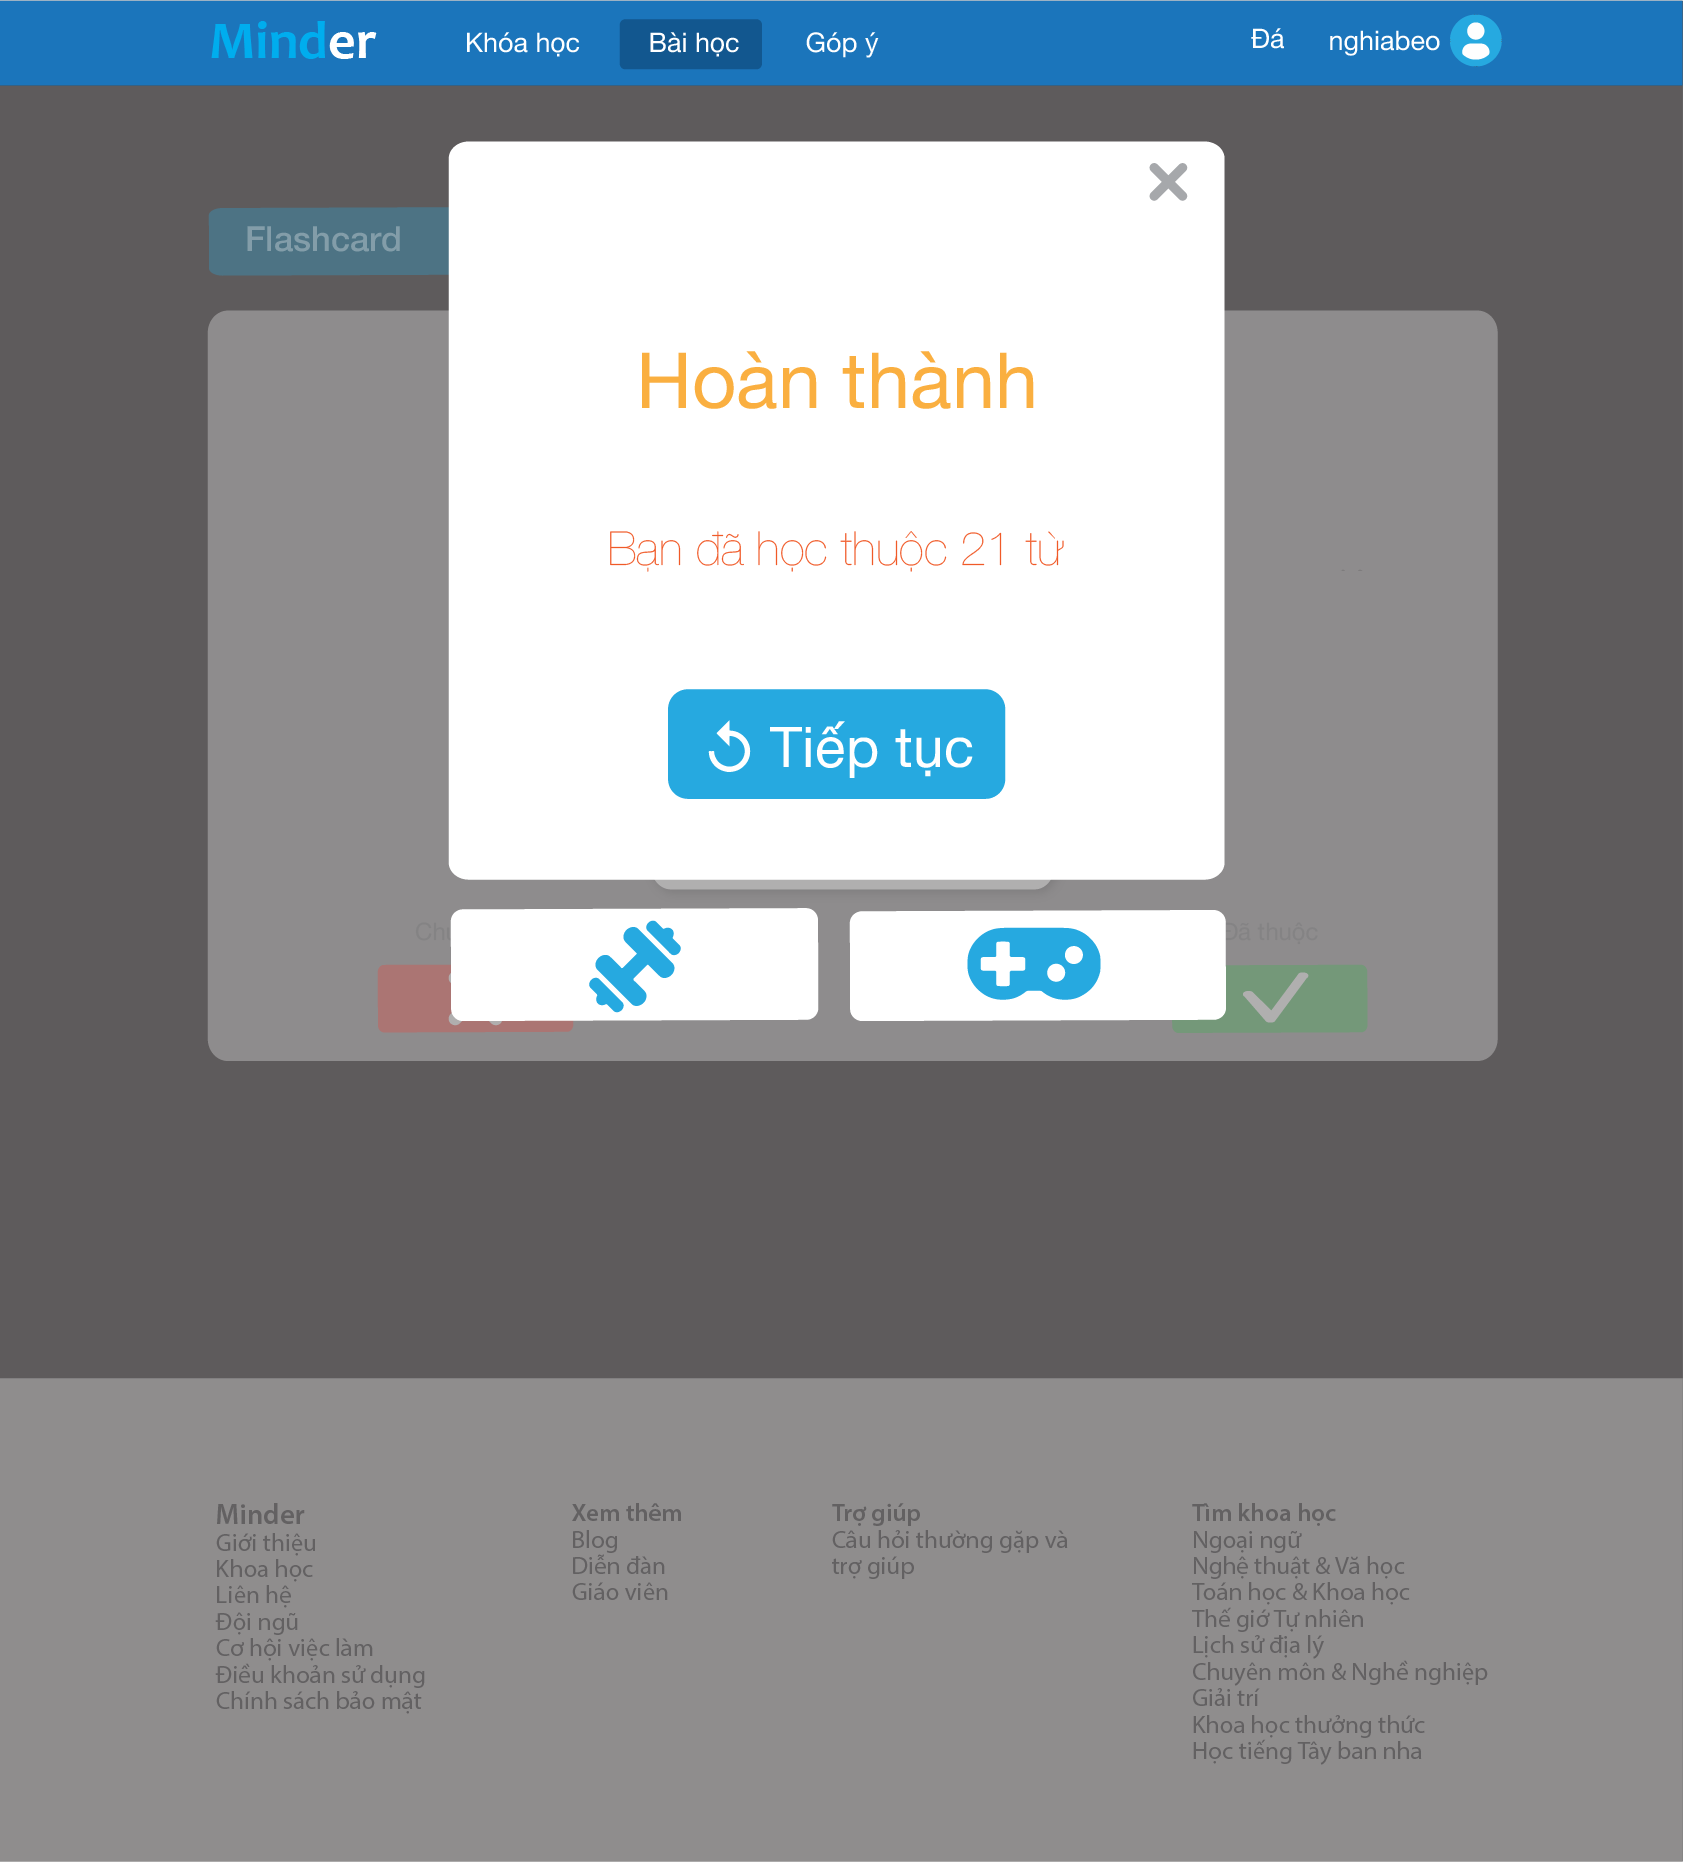 Minder
Khóa học
Bài học
Góp ý
Đá
nghiabeo
Flashcard
Hoàn thành
Bạn đã học thuộc 21 từ
Tiếp tục
Đã thuộc
Minder
Giới thiệu
Khoa học
Liên hệ
Đội ngũ
Cơ hội việc làm
Điều khoản sử dụng
Chính sách bảo mật
Xem thêm
Blog
Diễn đàn
Giáo viên
Trợ giúp
Câu hỏi thường gặp và
trợ giúp
Tìm khoa học
Ngoại ngữ
Nghệ thuật & Vă học
Toán học & Khoa học
Thế giớ Tự nhiên
Lịch sử địa lý
Chuyên môn & Nghề nghiệp
Giải trí
Khoa học thưởng thức
Học tiếng Tây ban nha